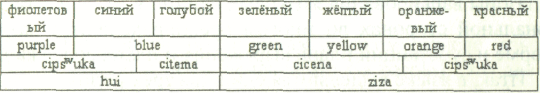 фиолетов синий голубой зелёный жёлтый оранже- красный
ый вый
purple blue green yellow orange red
cipsʷuka citema cicena cipsʷuka
hui ziza